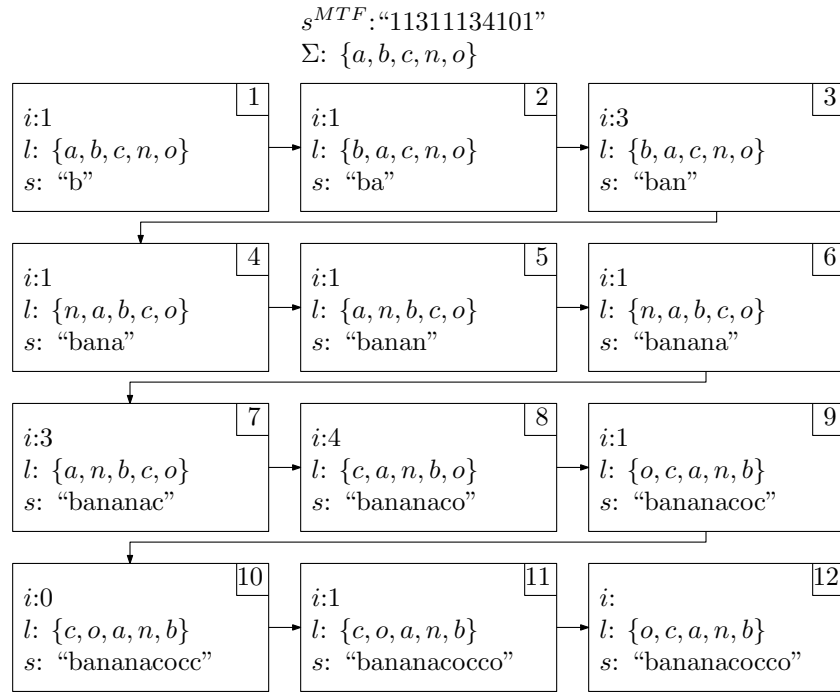 s^{MTF}:“11311134101”
Σ: {a, b, c, n, o}
1
i:1
l: {a, b, c, n, o}
s: “b”
2
i:1
l: {b, a, c, n, o}
s: “ba”
3
i:3
l: {b, a, c, n, o}
s: “ban”
4
i:1
l: {n, a, b, c, o}
s: “bana”
5
i:1
l: {a, n, b, c, o}
s: “banan”
6
i:1
l: {n, a, b, c, o}
s: “banana”
7
i:3
l: {a, n, b, c, o}
s: “bananac”
8
i:4
l: {c, a, n, b, o}
s: “bananaco”
9
i:1
l: {o, c, a, n, b}
s: “bananacoc”
10
i:0
l: {c, o, a, n, b}
s: “bananacocc”
11
i:1
l: {c, o, a, n, b}
s: “bananacocco”
12
i:
l: {o, c, a, n, b}
s: “bananacocco”